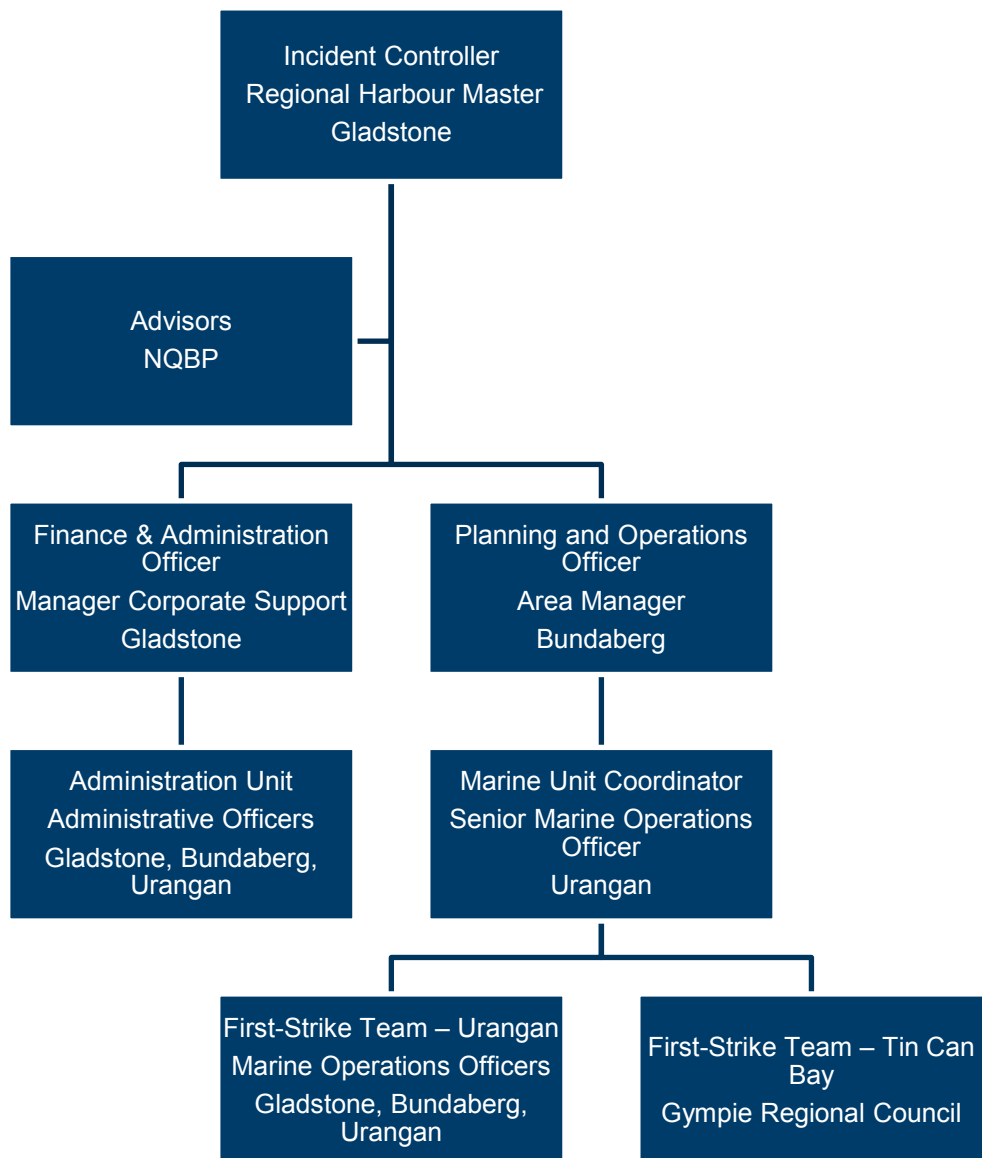 Incident Controller
Regional Harbour Master
Gladstone
Advisors
NQBP
Finance & Administration
Officer
Manager Corporate Support
Gladstone
Planning and Operations
Officer
Area Manager
Bundaberg
Administration Unit
Administrative Officers
Gladstone, Bundaberg,
Urangan
Marine Unit Coordinator
Senior Marine Operations
Officer
Urangan
First-Strike Team – Urangan
Marine Operations Officers
Gladstone, Bundaberg,
Urangan
First-Strike Team – Tin Can
Bay
Gympie Regional Council